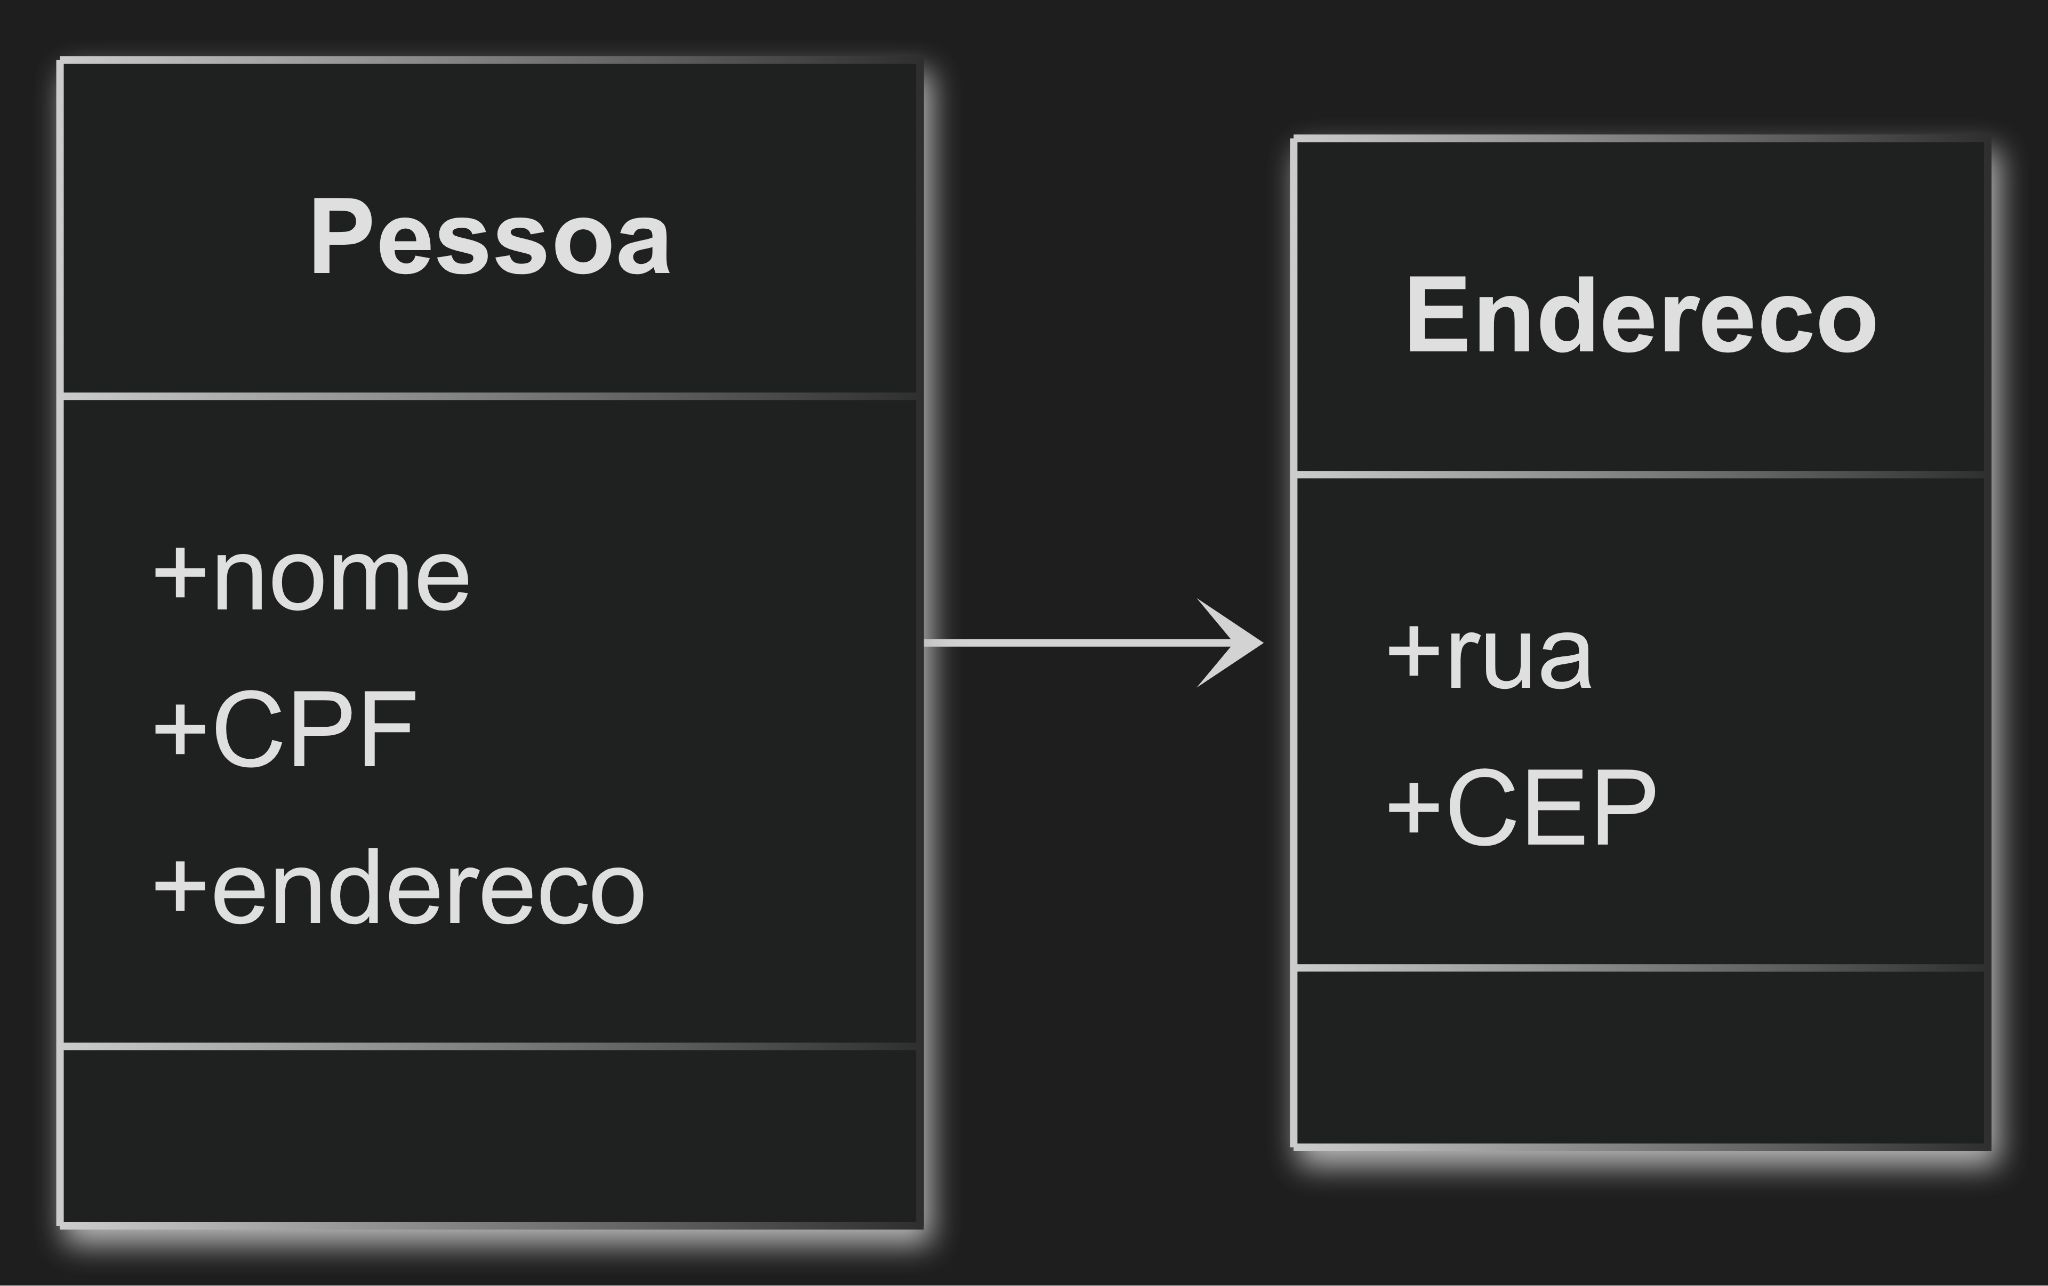 Pessoa
+nome
+CPF
+endereco
Endereco
+rua
+CEP